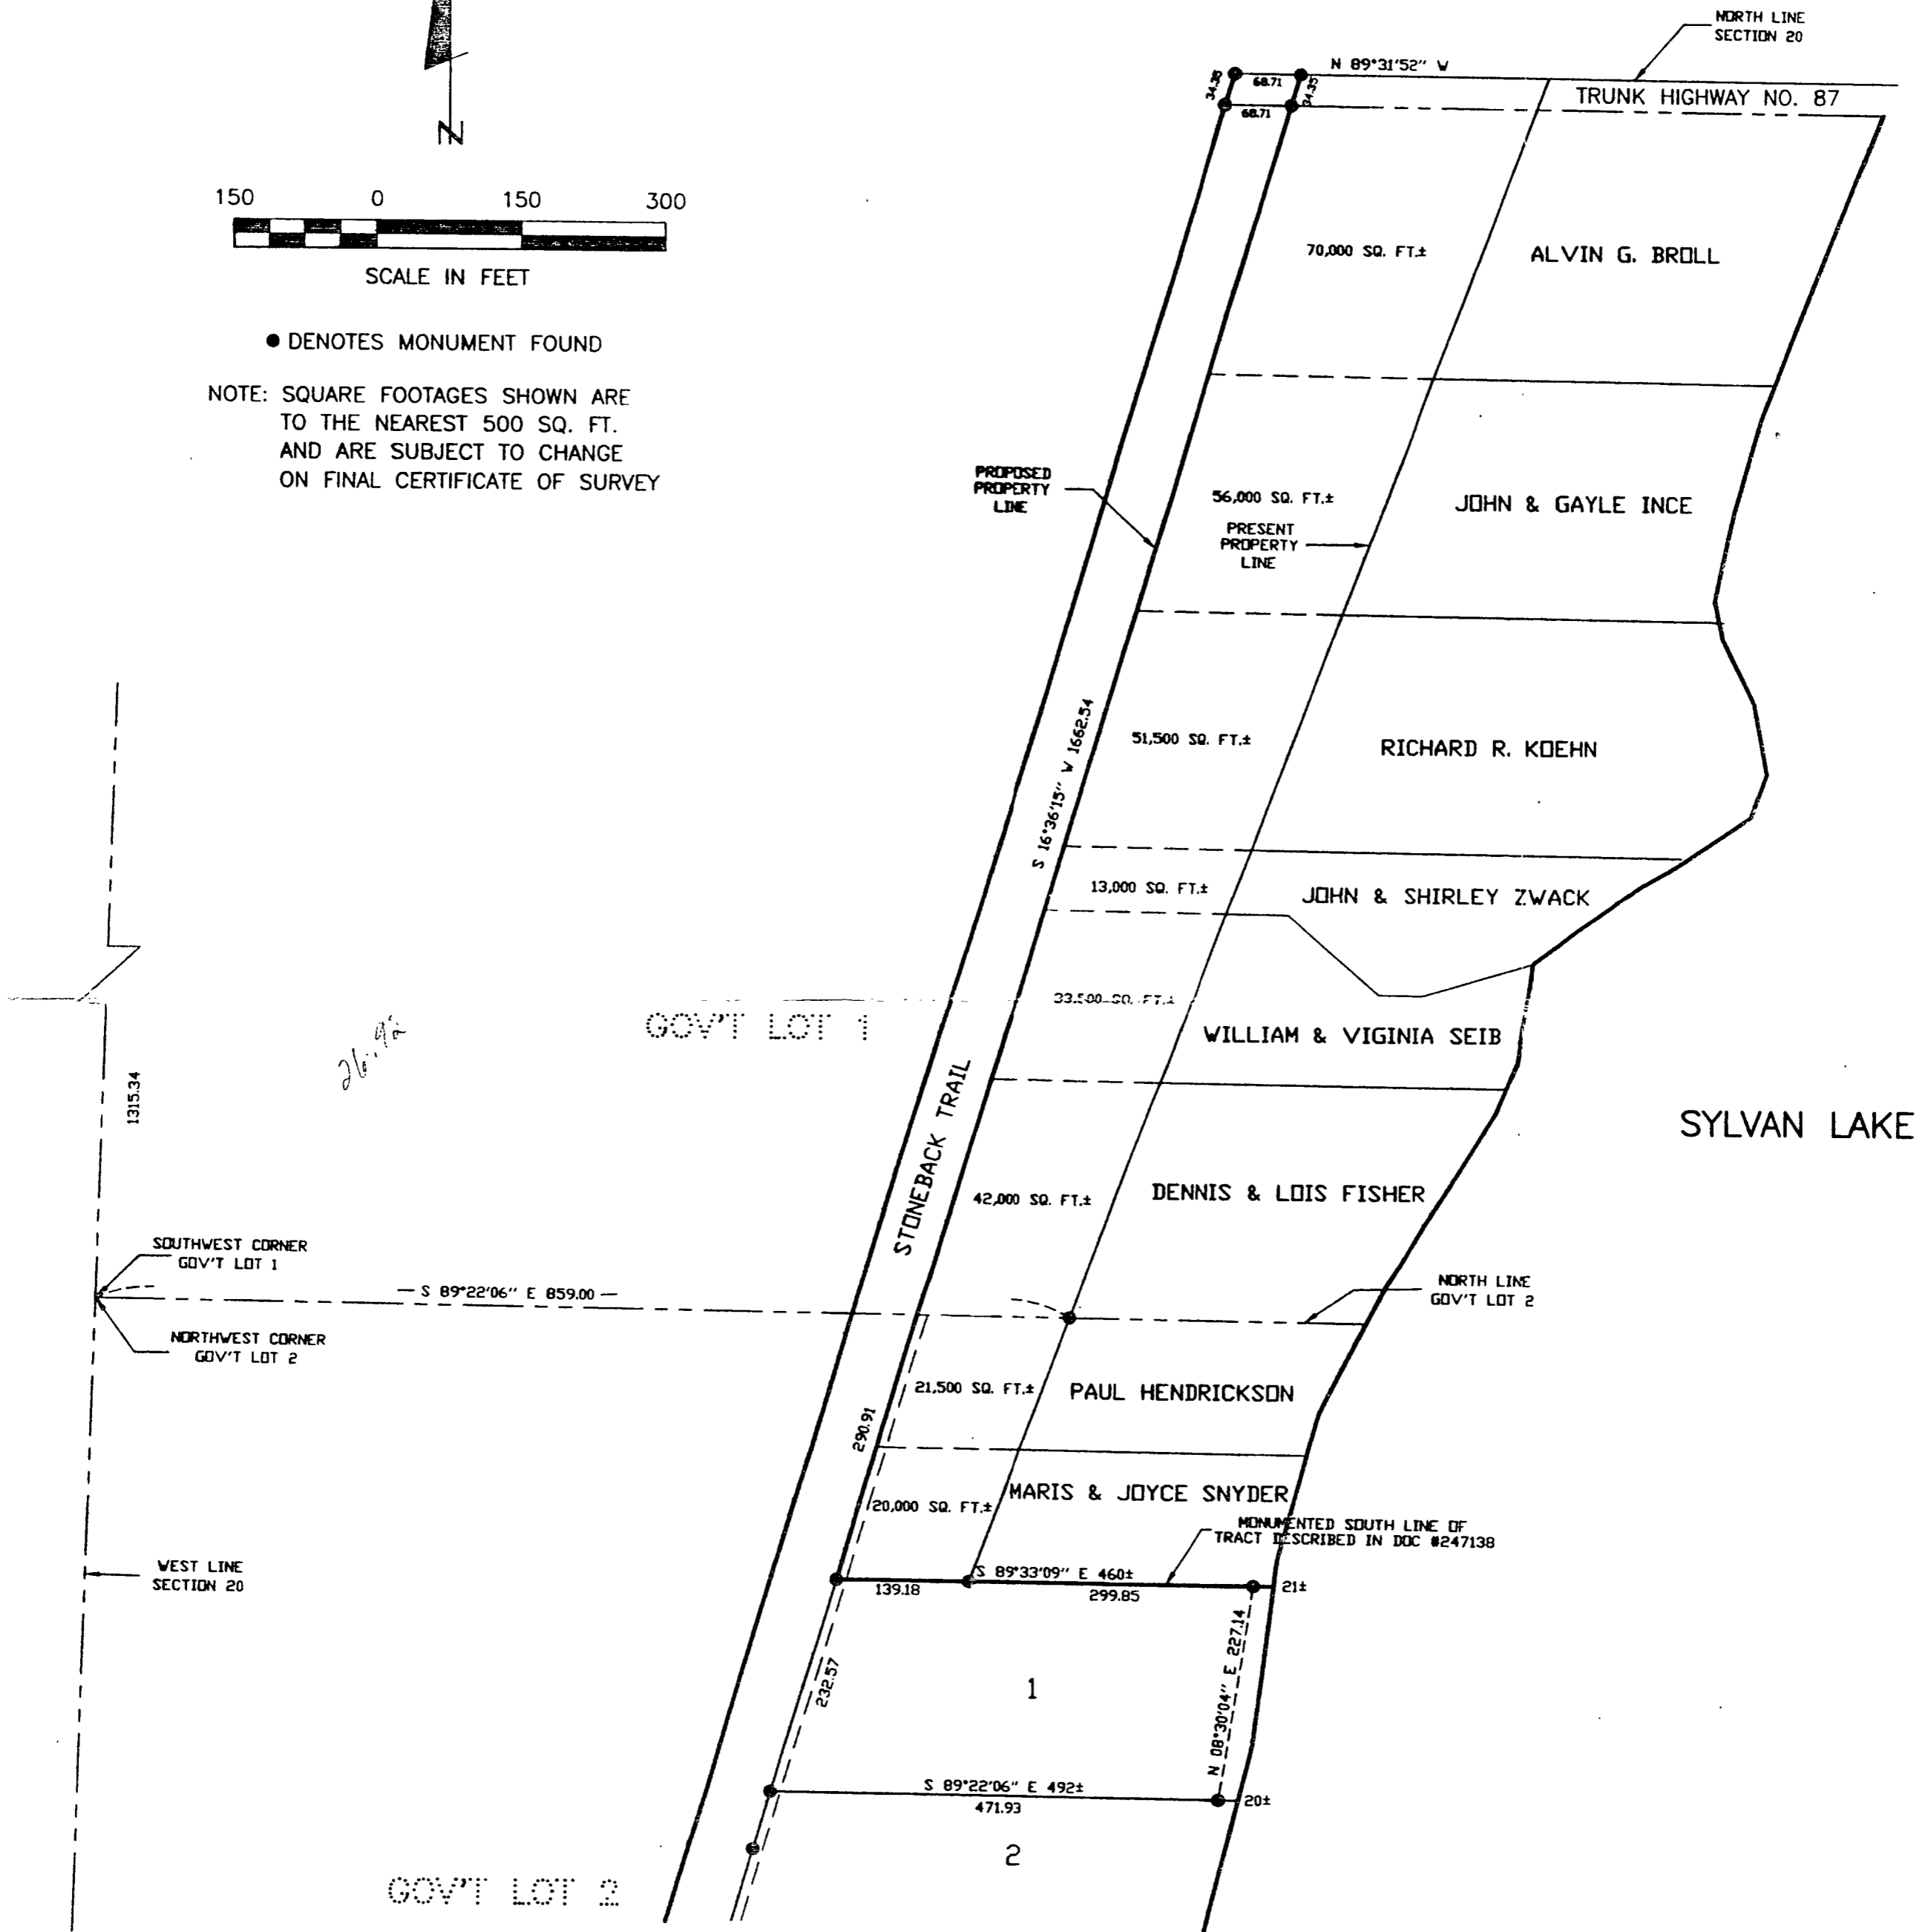 NORTH LINE
SECTION 20
N 89°31'52" W
34.35
68.71
34.35
68.71
TRUNK HIGHWAY NO. 87
N
150 0 150 300
SCALE IN FEET
● DENOTES MONUMENT FOUND
NOTE: SQUARE FOOTAGES SHOWN ARE
TO THE NEAREST 500 SQ. FT.
AND ARE SUBJECT TO CHANGE
ON FINAL CERTIFICATE OF SURVEY
70,000 SQ. FT.±
ALVIN G. BROLL
PROPOSED
PROPERTY
LINE
56,000 SQ. FT.±
JOHN & GAYLE INCE
PRESENT
PROPERTY
LINE
S 16°36'15" W 1662.54
51,500 SQ. FT.±
RICHARD R. KOEHN
13,000 SQ. FT.±
JOHN & SHIRLEY ZWACK
33,500 SQ. FT.±
GOV'T LOT 1
WILLIAM & VIGINIA SEIB
1315.34
STONEBACK TRAIL
SYLVAN LAKE
42,000 SQ. FT.±
DENNIS & LOIS FISHER
SOUTHWEST CORNER
GOV'T LOT 1
S 89°22'06" E 859.00
NORTH LINE
GOV'T LOT 2
NORTHWEST CORNER
GOV'T LOT 2
21,500 SQ. FT.±
PAUL HENDRICKSON
290.91
20,000 SQ. FT.±
MARIS & JOYCE SNYDER
MONUMENTED SOUTH LINE OF
TRACT DESCRIBED IN DOC #247138
WEST LINE
SECTION 20
S 89°33'09" E 460±
139.18
299.85
21±
232.57
1
N 08°30'04" E 227.14
S 89°22'06" E 492±
471.93
20±
2
GOV'T LOT 2